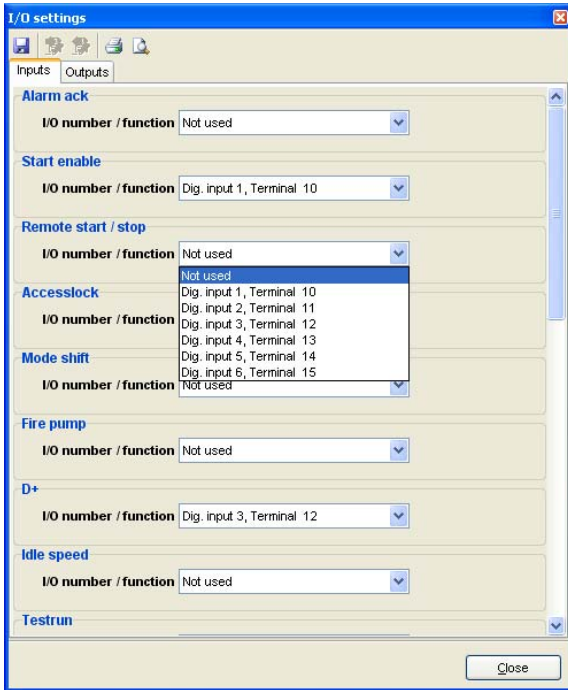 I/O settings
Inputs Outputs
Alarm ack
I/O number / function Not used
Start enable
I/O number / function Dig. input 1, Terminal 10
Remote start / stop
I/O number / function Not used
Not used
Dig. input 1, Terminal 10
Dig. input 2, Terminal 11
Dig. input 3, Terminal 12
Dig. input 4, Terminal 13
Dig. input 5, Terminal 14
Dig. input 6, Terminal 15
Accesslock
I/O number / function
Mode shift
I/O number / function Not used
Fire pump
I/O number / function Not used
D+
I/O number / function Dig. input 3, Terminal 12
Idle speed
I/O number / function Not used
Testrun
Close